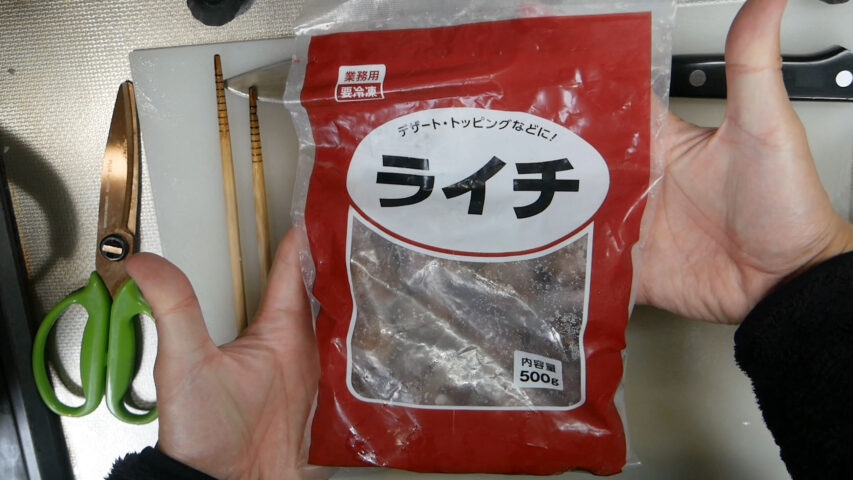 業務用
要冷凍
デザート・トッピングなどに!
ライチ
内容量
500g